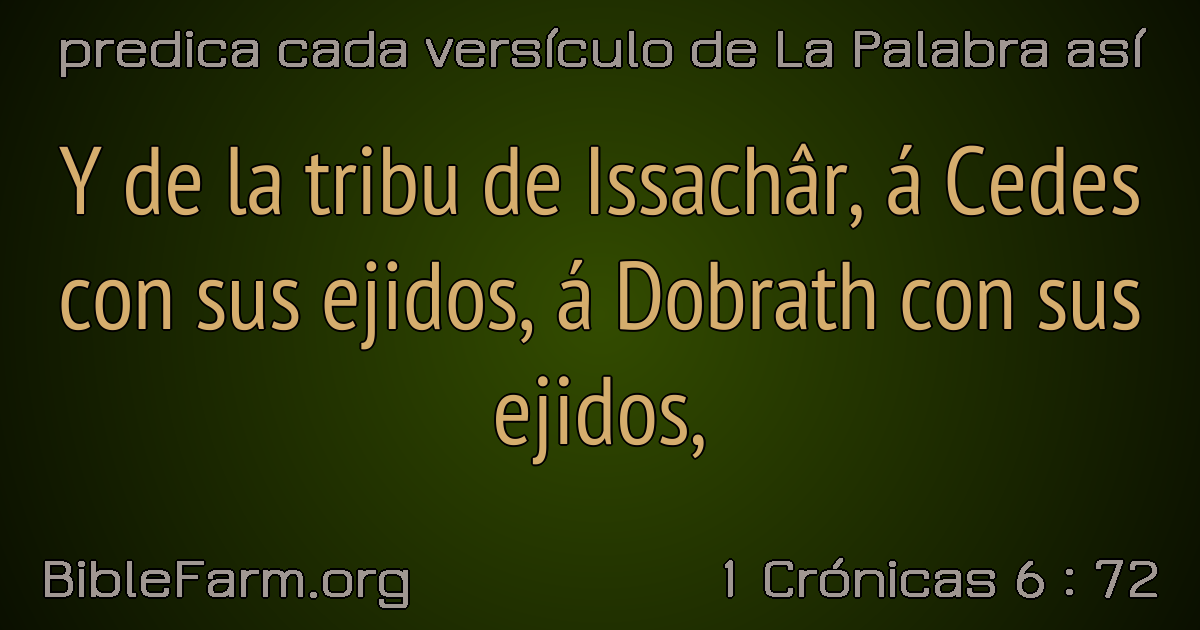 predica cada versículo de La Palabra así
Y de la tribu de Issachâr, á Cedes
con sus ejidos, á Dobrath con sus
ejidos,
BibleFarm.org
1 Crónicas 6 : 72